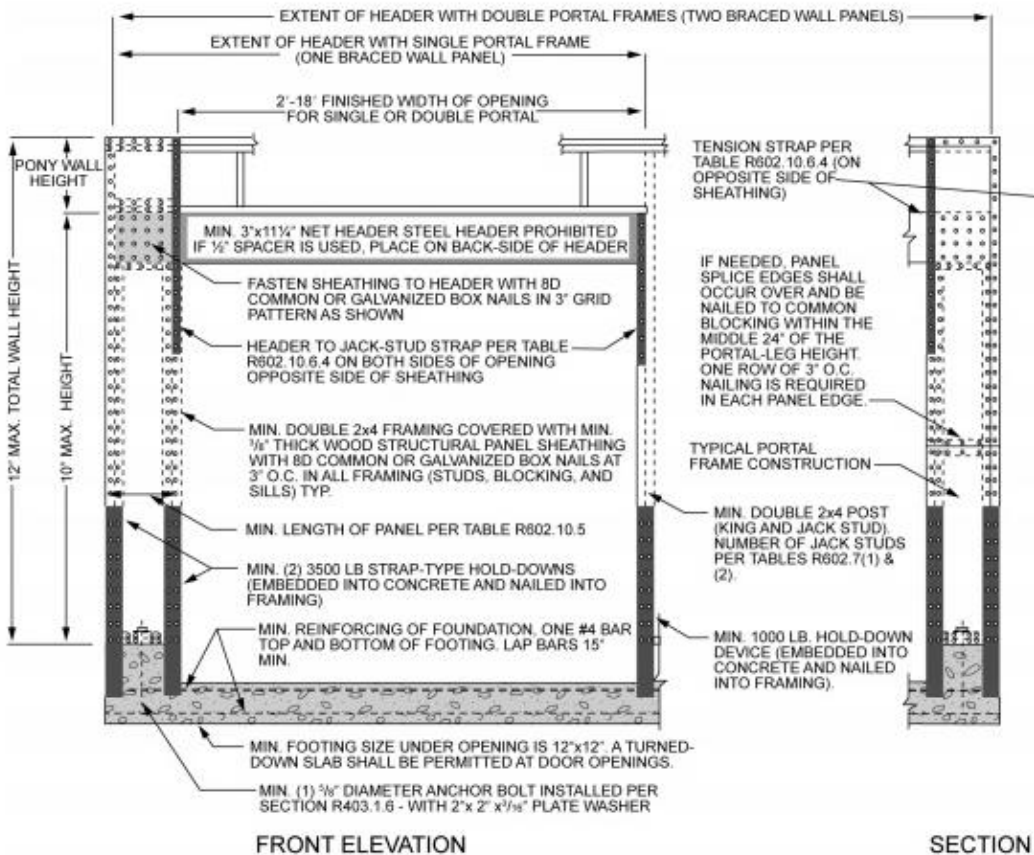 EXTENT OF HEADER WITH DOUBLE PORTAL FRAMES (TWO BRACED WALL PANELS)
EXTENT OF HEADER WITH SINGLE PORTAL FRAME
(ONE BRACED WALL PANEL)
2'-18' FINISHED WIDTH OF OPENING
FOR SINGLE OR DOUBLE PORTAL
PONY WALL
HEIGHT
12" MAX. TOTAL WALL HEIGHT
10" MAX. HEIGHT
MIN. 3"x11¼" NET HEADER STEEL HEADER PROHIBITED
IF ½" SPACER IS USED, PLACE ON BACK-SIDE OF HEADER
FASTEN SHEATHING TO HEADER WITH 8D
COMMON OR GALVANIZED BOX NAILS IN 3" GRID
PATTERN AS SHOWN
HEADER TO JACK-STUD STRAP PER TABLE
R602.10.6.4 ON BOTH SIDES OF OPENING
OPPOSITE SIDE OF SHEATHING
MIN. DOUBLE 2x4 FRAMING COVERED WITH MIN.
³/₈" THICK WOOD STRUCTURAL PANEL SHEATHING
WITH 8D COMMON OR GALVANIZED BOX NAILS AT
3" O.C. IN ALL FRAMING (STUDS, BLOCKING, AND
SILLS) TYP.
MIN. LENGTH OF PANEL PER TABLE R602.10.5
MIN. (2) 3500 LB STRAP-TYPE HOLD-DOWNS
(EMBEDDED INTO CONCRETE AND NAILED INTO
FRAMING)
MIN. REINFORCING OF FOUNDATION, ONE #4 BAR
TOP AND BOTTOM OF FOOTING. LAP BARS 15"
MIN.
MIN. FOOTING SIZE UNDER OPENING IS 12"x12". A TURNED-
DOWN SLAB SHALL BE PERMITTED AT DOOR OPENINGS.
MIN. (1) ⁵/₈" DIAMETER ANCHOR BOLT INSTALLED PER
SECTION R403.1.6 - WITH 2"x 2" x³/₁₆" PLATE WASHER
FRONT ELEVATION
TENSION STRAP PER
TABLE R602.10.6.4 (ON
OPPOSITE SIDE OF
SHEATHING)
IF NEEDED, PANEL
SPLICE EDGES SHALL
OCCUR OVER AND BE
NAILED TO COMMON
BLOCKING WITHIN THE
MIDDLE 24" OF THE
PORTAL-LEG HEIGHT.
ONE ROW OF 3" O.C.
NAILING IS REQUIRED
IN EACH PANEL EDGE.
TYPICAL PORTAL
FRAME CONSTRUCTION
MIN. DOUBLE 2x4 POST
(KING AND JACK STUD).
NUMBER OF JACK STUDS
PER TABLES R602.7(1) &
(2).
MIN. 1000 LB. HOLD-DOWN
DEVICE (EMBEDDED INTO
CONCRETE AND NAILED
INTO FRAMING).
SECTION